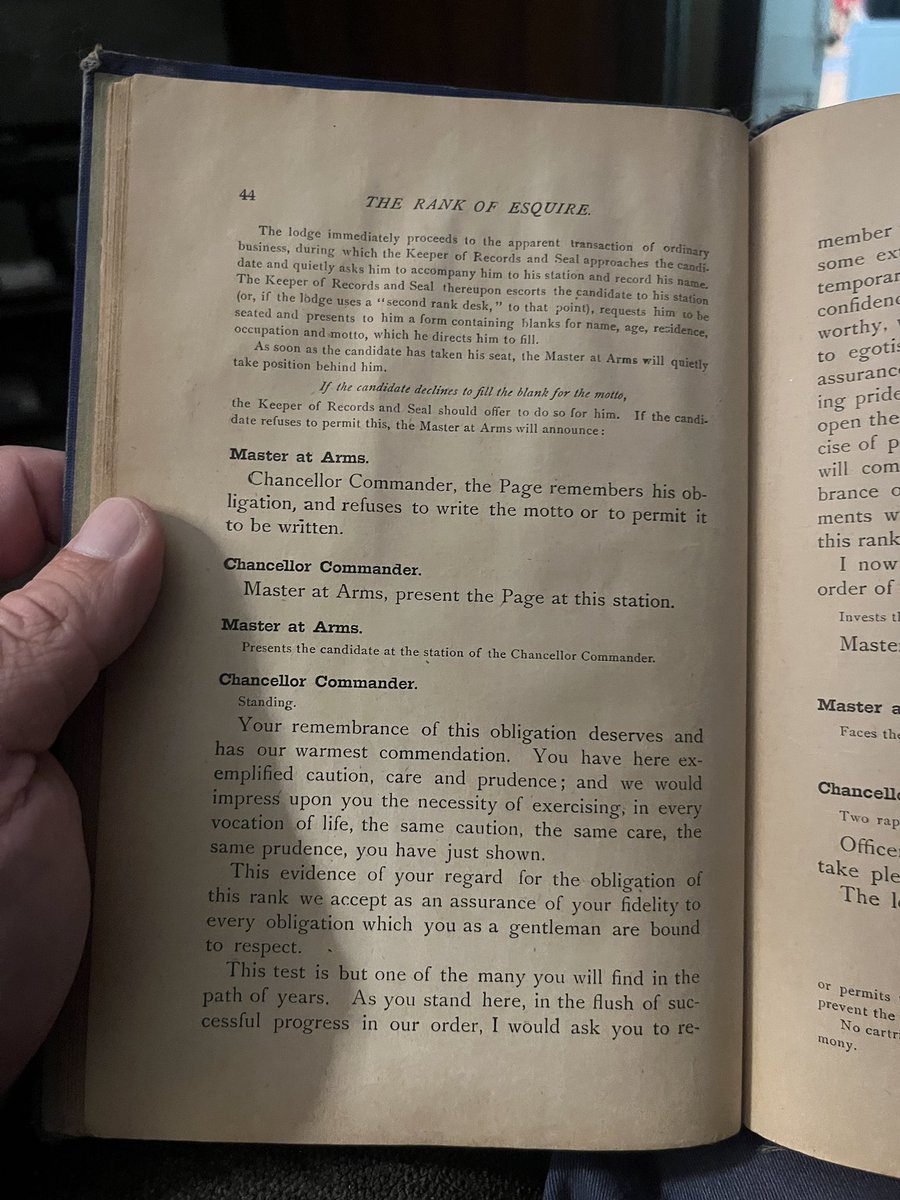 44
THE RANK OF ESQUIRE.
The lodge immediately proceeds to the apparent transaction of ordinary
business, during which the Keeper of Records and Seal approaches the candi-
date and quietly asks him to accompany him to his station and record his name.
The Keeper of Records and Seal thereupon escorts the candidate to his station
(or, if the lodge uses a "second rank desk," to that point), requests him to be
seated and presents to him a form containing blanks for name, age, residence,
occupation and motto, which he directs him to fill.
As soon as the candidate has taken his seat, the Master at Arms will quietly
take position behind him.
If the candidate declines to fill the blank for the motto,
the Keeper of Records and Seal should offer to do so for him. If the candi-
date refuses to permit this, the Master at Arms will announce:
Master at Arms.
Chancellor Commander, the Page remembers his ob-
ligation, and refuses to write the motto or to permit it
to be written.
Chancellor Commander.
Master at Arms, present the Page at this station.
Master at Arms.
Presents the candidate at the station of the Chancellor Commander.
Chancellor Commander.
Standing.
Your remembrance of this obligation deserves and
has our warmest commendation. You have here ex-
emplified caution, care and prudence; and we would
impress upon you the necessity of exercising, in every
vocation of life, the same caution, the same care, the
same prudence, you have just shown.
This evidence of your regard for the obligation of
this rank we accept as an assurance of your fidelity to
every obligation which you as a gentleman are bound
to respect.
This test is but one of the many you will find in the
path of years. As you stand here, in the flush of suc-
cessful progress in our order, I would ask you to re-
member
some
temporar
confidenc
worthy,
to egotis
assurance
ing pride
open the
cise of p
will com
brance o
ments w
this rank
I now
order of
Invests th
Master
Master a
Faces the
Chancello
Two rap
Officer
take ple
The l
or permits
prevent the
No cartri
mony.